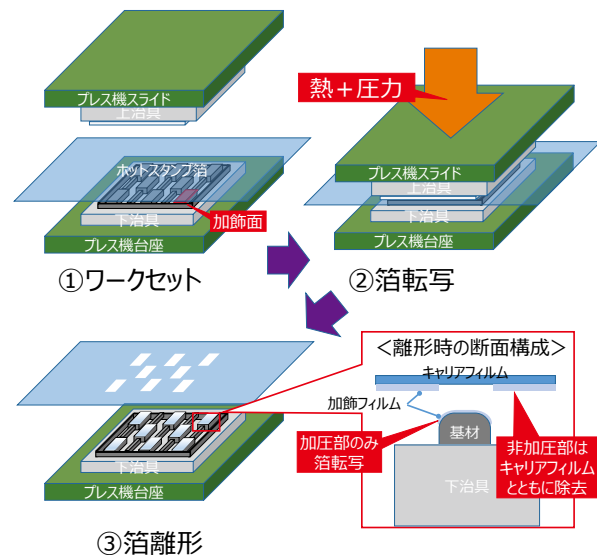 プレス機スライド
上治具
ホットスタンプ箔
加飾面
下治具
プレス機台座
①ワークセット
熱＋圧力
プレス機スライド
上治具
下治具
プレス機台座
②箔転写
下治具
プレス機台座
③箔離形
＜離形時の断面構成＞
キャリアフィルム
加飾フィルム
加圧部のみ
箔転写
基材
非加圧部は
キャリアフィルム
とともに除去
下治具